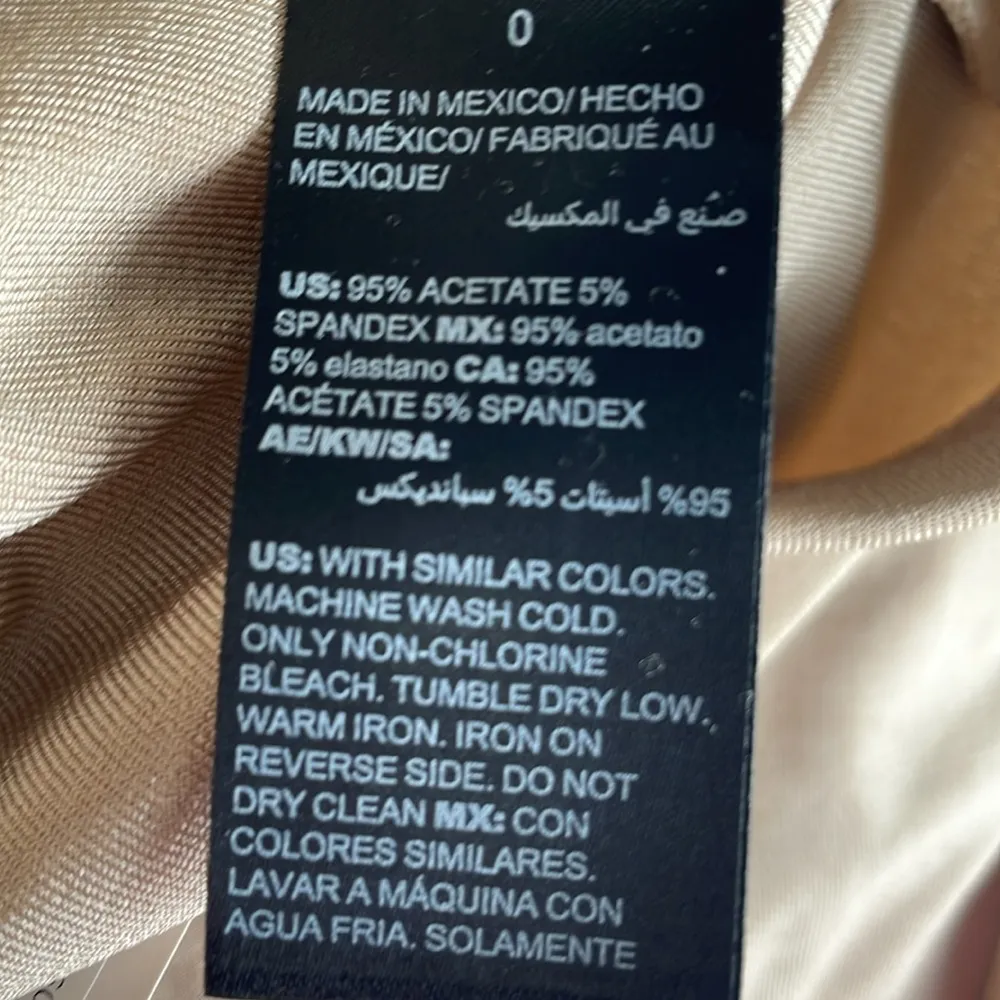 0
MADE IN MEXICO/ HECHO
EN MÉXICO/ FABRIQUÉ AU
MEXIQUE/
صُنع في المكسيك
US: 95% ACETATE 5%
SPANDEX MX: 95% acetato
5% elastano CA: 95%
ACÉTATE 5% SPANDEX
AE/KW/SA:
95% أسيتات 5% سباندیکس
US: WITH SIMILAR COLORS.
MACHINE WASH COLD.
ONLY NON-CHLORINE
BLEACH. TUMBLE DRY LOW.
WARM IRON. IRON ON
REVERSE SIDE. DO NOT
DRY CLEAN MX: CON
COLORES SIMILARES.
LAVAR A MÁQUINA CON
AGUA FRIA. SOLAMENTE